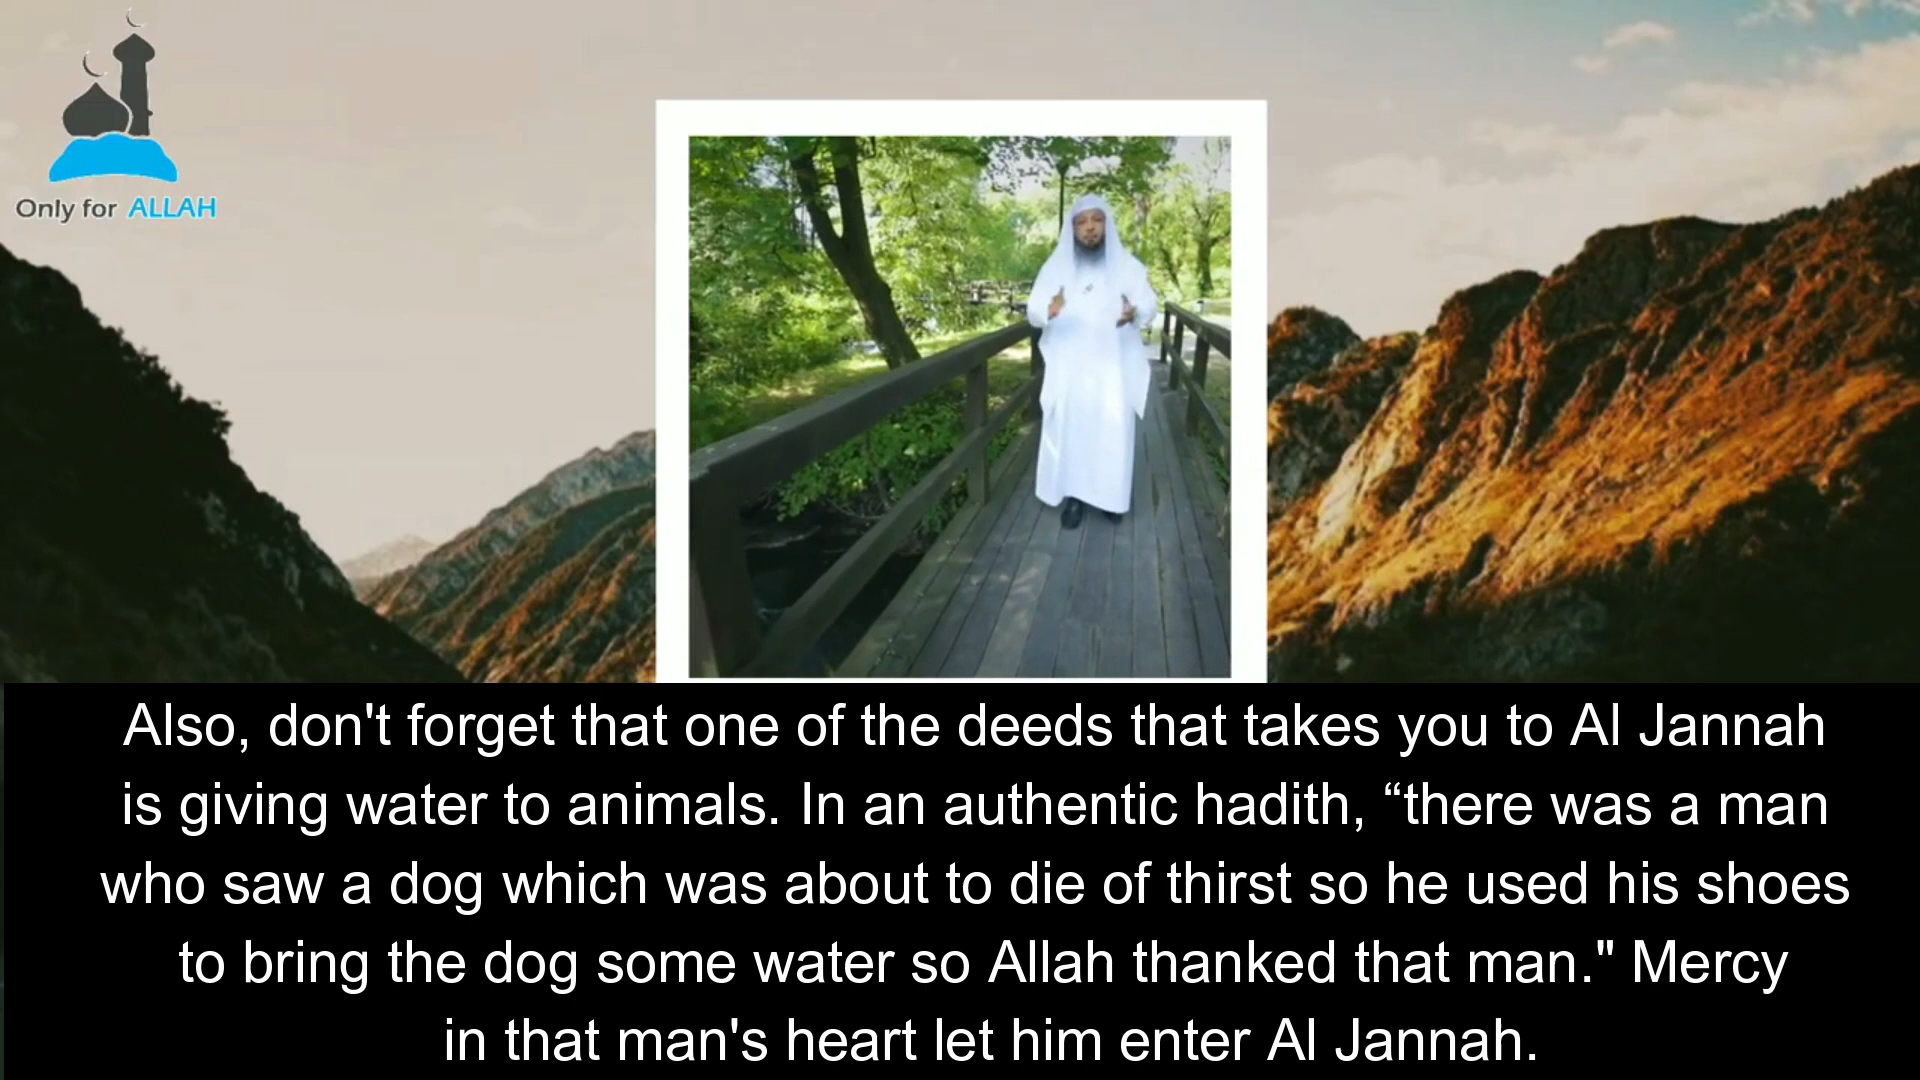 Only for ALLAH
Also, don't forget that one of the deeds that takes you to Al Jannah
is giving water to animals. In an authentic hadith, “there was a man
who saw a dog which was about to die of thirst so he used his shoes
to bring the dog some water so Allah thanked that man." Mercy
in that man's heart let him enter Al Jannah.